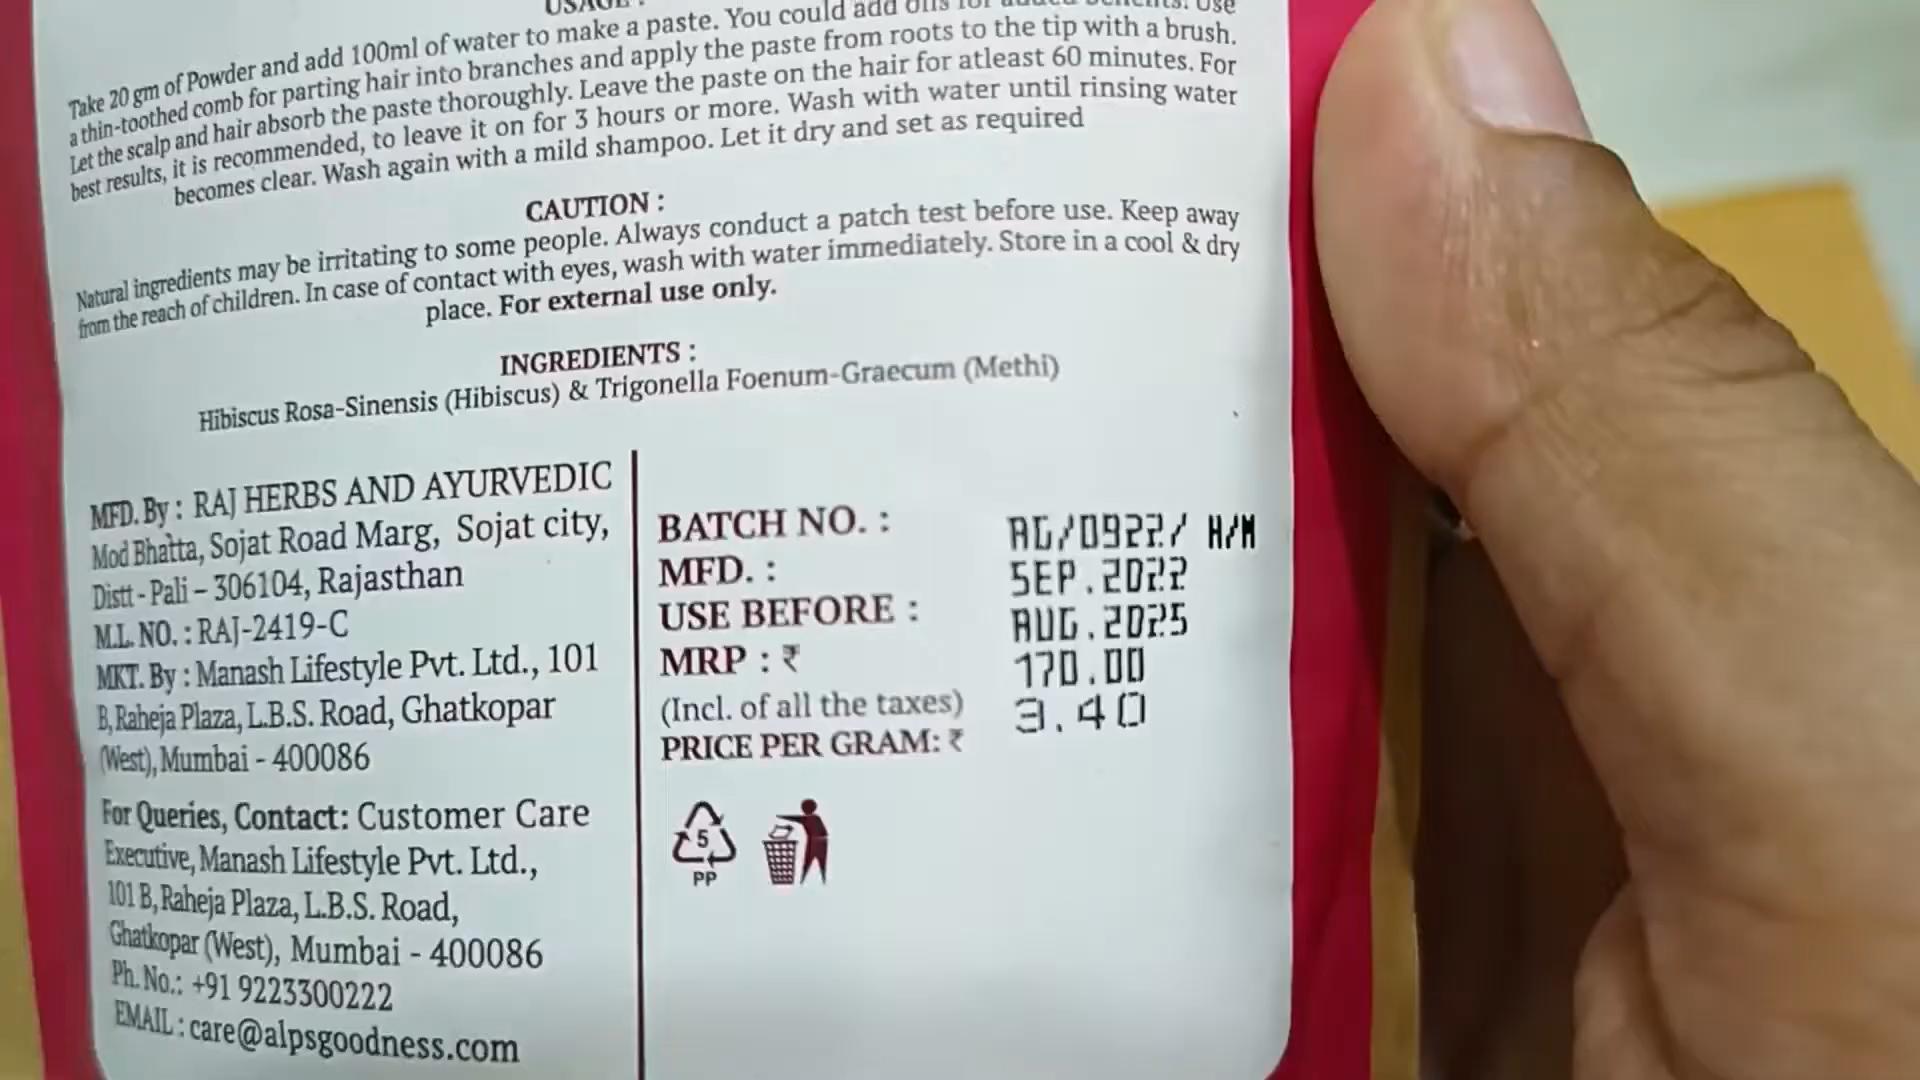 USAGE :
Take 20 gm of Powder and add 100ml of water to make a paste. You could add oils for added benefits. Use
a thin-toothed comb for parting hair into branches and apply the paste from roots to the tip with a brush.
Let the scalp and hair absorb the paste thoroughly. Leave the paste on the hair for atleast 60 minutes. For
best results, it is recommended, to leave it on for 3 hours or more. Wash with water until rinsing water
becomes clear. Wash again with a mild shampoo. Let it dry and set as required
CAUTION :
Natural ingredients may be irritating to some people. Always conduct a patch test before use. Keep away
from the reach of children. In case of contact with eyes, wash with water immediately. Store in a cool & dry
place. For external use only.
INGREDIENTS :
Hibiscus Rosa-Sinensis (Hibiscus) & Trigonella Foenum-Graecum (Methi)
MFD. By : RAJ HERBS AND AYURVEDIC
Mod Bhatta, Sojat Road Marg, Sojat city,
Distt - Pali – 306104, Rajasthan
M.L. NO. : RAJ-2419-C
MKT. By : Manash Lifestyle Pvt. Ltd., 101
B, Raheja Plaza, L.B.S. Road, Ghatkopar
(West), Mumbai - 400086
For Queries, Contact: Customer Care
Executive, Manash Lifestyle Pvt. Ltd.,
101 B, Raheja Plaza, L.B.S. Road,
Ghatkopar (West), Mumbai - 400086
Ph. No.: +91 9223300222
EMAIL : care@alpsgoodness.com
BATCH NO. : AG/0922/ H/M
MFD. : SEP.2022
USE BEFORE : AUG.2025
MRP : ₹ 170.00
(Incl. of all the taxes)
PRICE PER GRAM: ₹ 3.40
5
PP